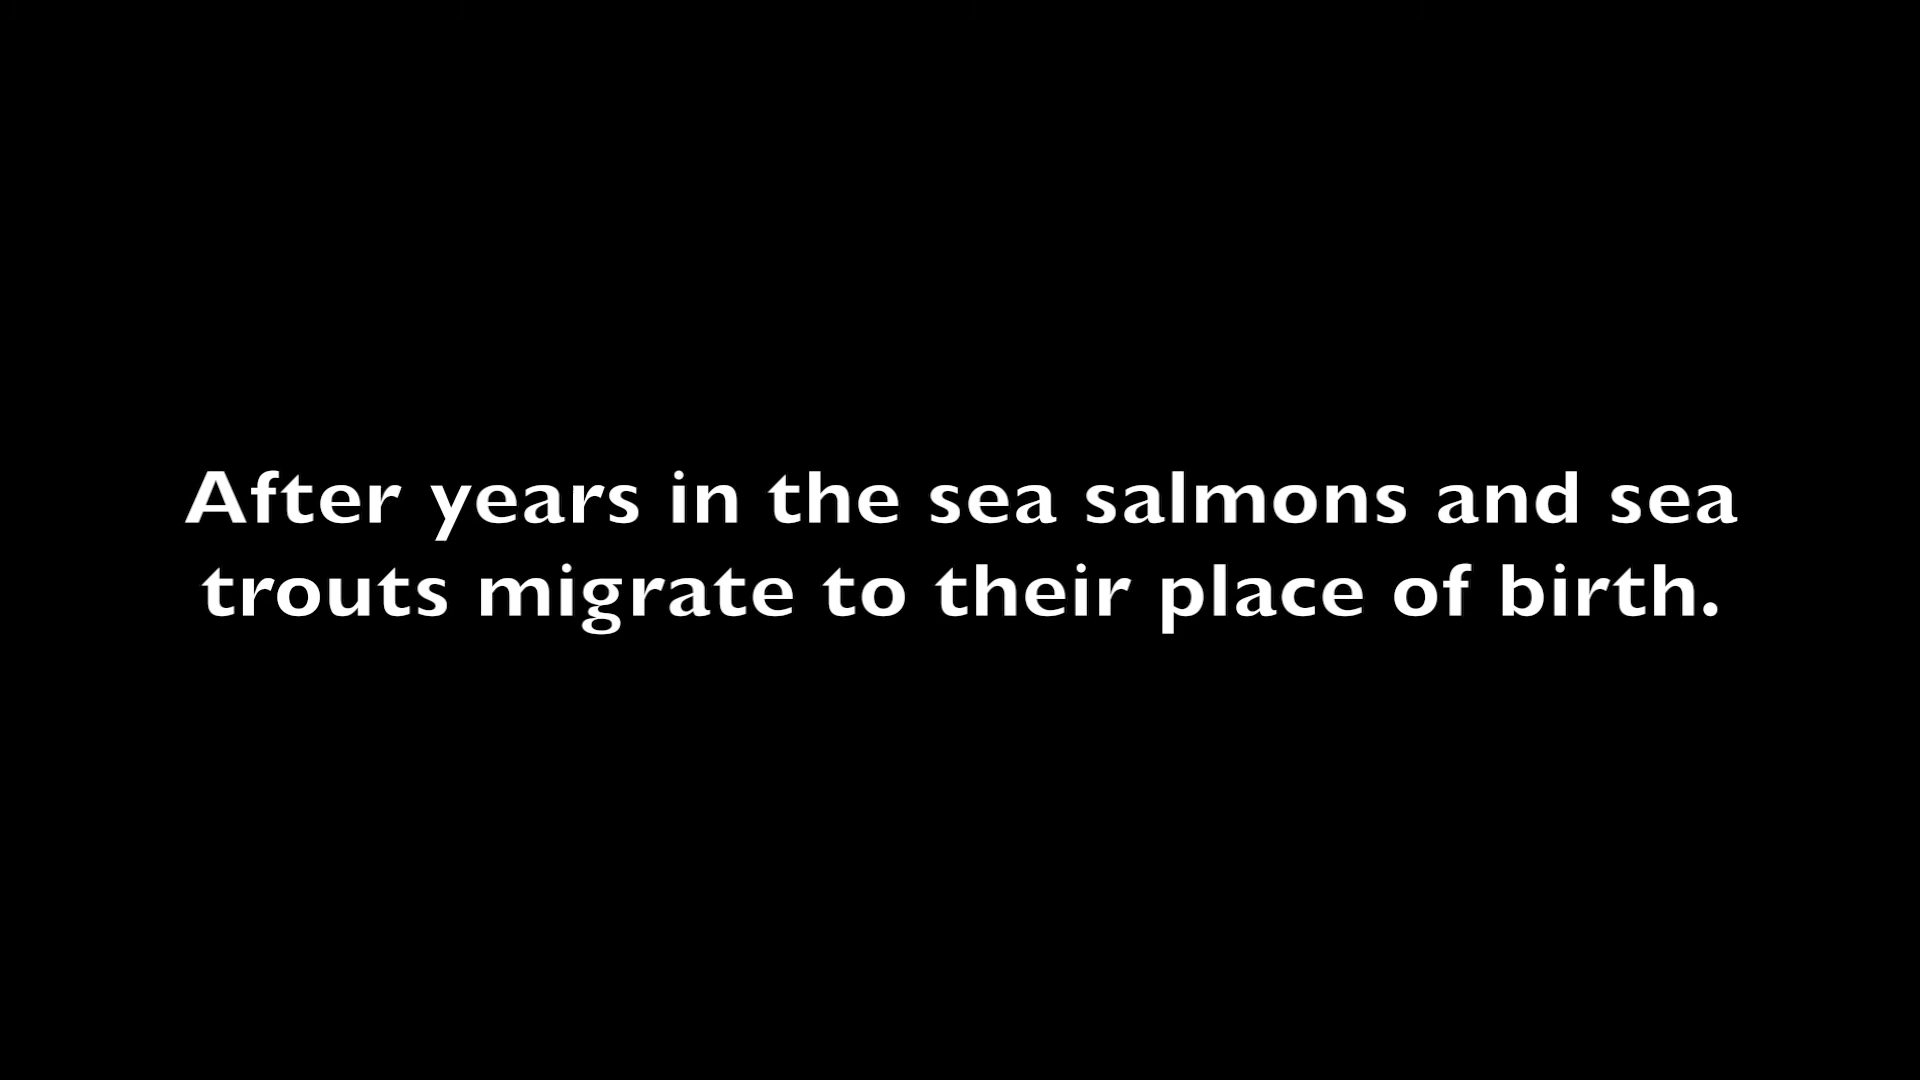 After years in the sea salmons and sea
trouts migrate to their place of birth.